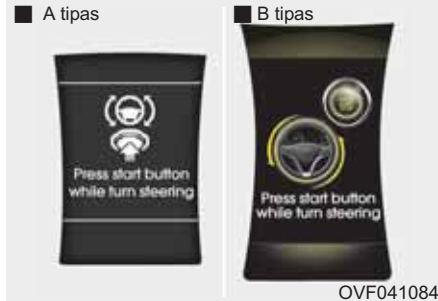 A tipas
B tipas
Press start button
while turn steering
Press start button
while turn steering
OVF041084